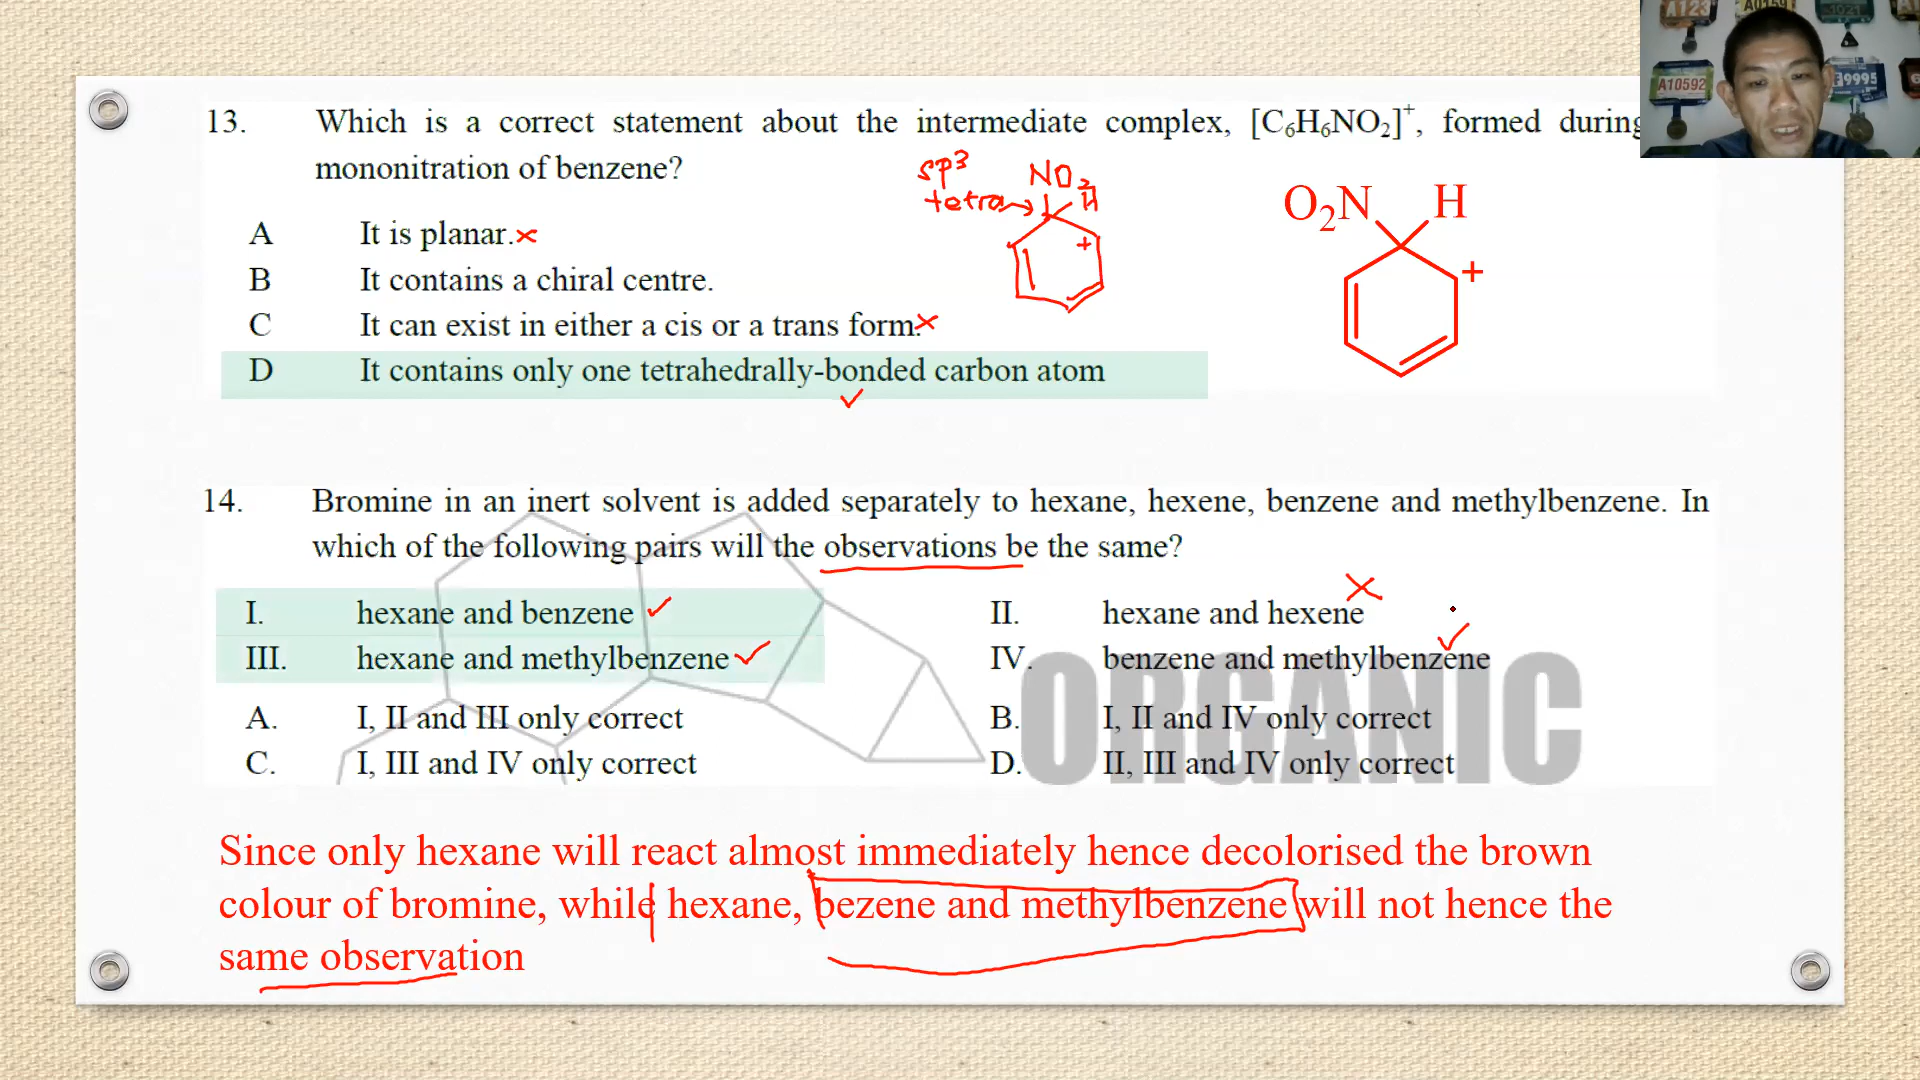 A123
A0159
1021
A1
A10592
E9995
13. Which is a correct statement about the intermediate complex, [C₆H₆NO₂]⁺, formed during
mononitration of benzene?
sp³
tetra
NO₂
H
O₂N H
+
+
A It is planar.
B It contains a chiral centre.
C It can exist in either a cis or a trans form.
D It contains only one tetrahedrally-bonded carbon atom
14. Bromine in an inert solvent is added separately to hexane, hexene, benzene and methylbenzene. In
which of the following pairs will the observations be the same?
I. hexane and benzene II. hexane and hexene
III. hexane and methylbenzene IV. benzene and methylbenzene
ORGANIC
A. I, II and III only correct B. I, II and IV only correct
C. I, III and IV only correct D. II, III and IV only correct
Since only hexane will react almost immediately hence decolorised the brown
colour of bromine, while hexane, bezene and methylbenzene will not hence the
same observation